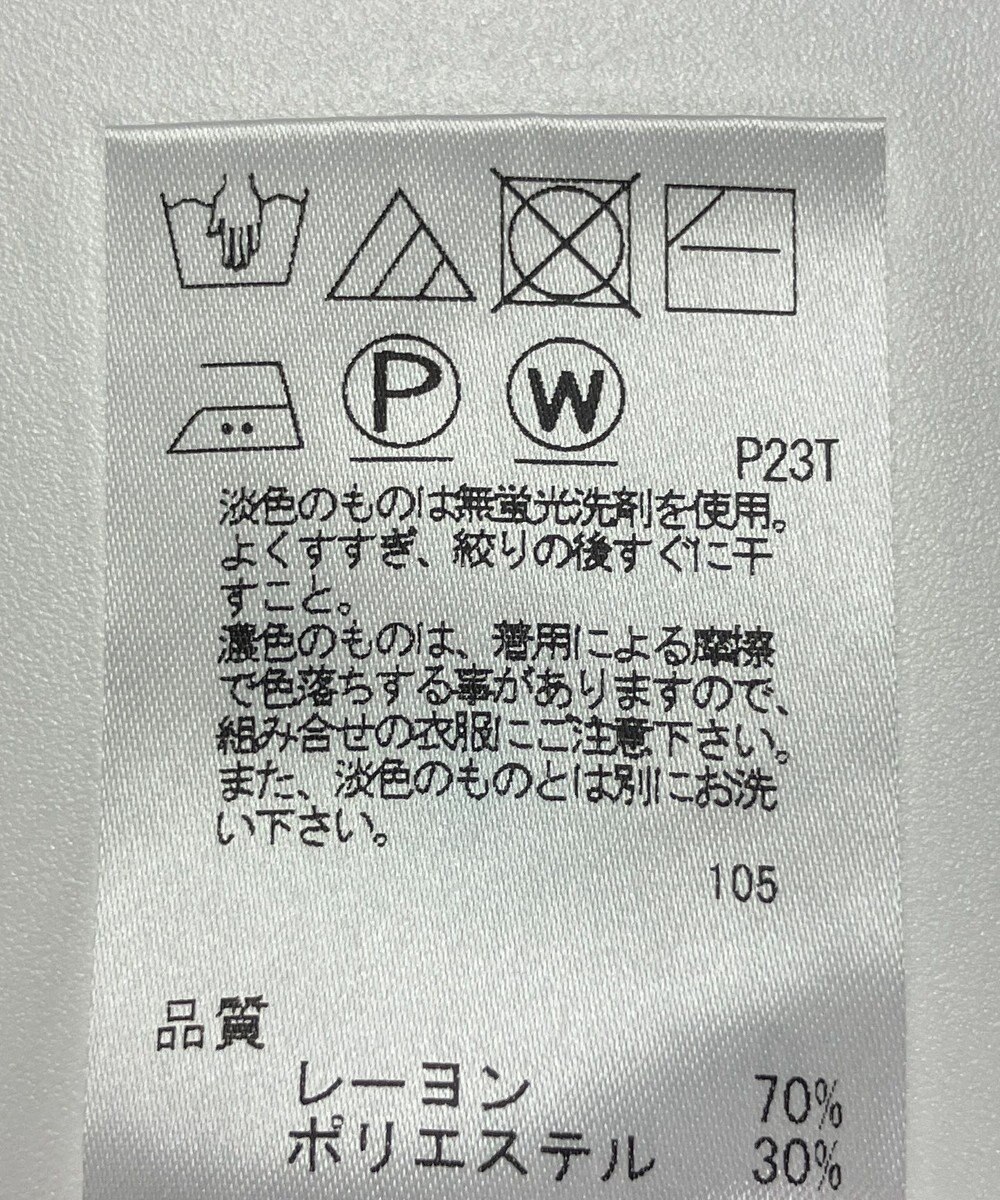 P W
P23T
淡色のものは無蛍光洗剤を使用。
よくすすぎ、絞りの後すぐに干
すこと。
濃色のものは、着用による摩擦
で色落ちする事がありますので、
組み合せの衣服にご注意下さい。
また、淡色のものとは別にお洗
い下さい。
105
品質
レーヨン 70%
ポリエステル 30%